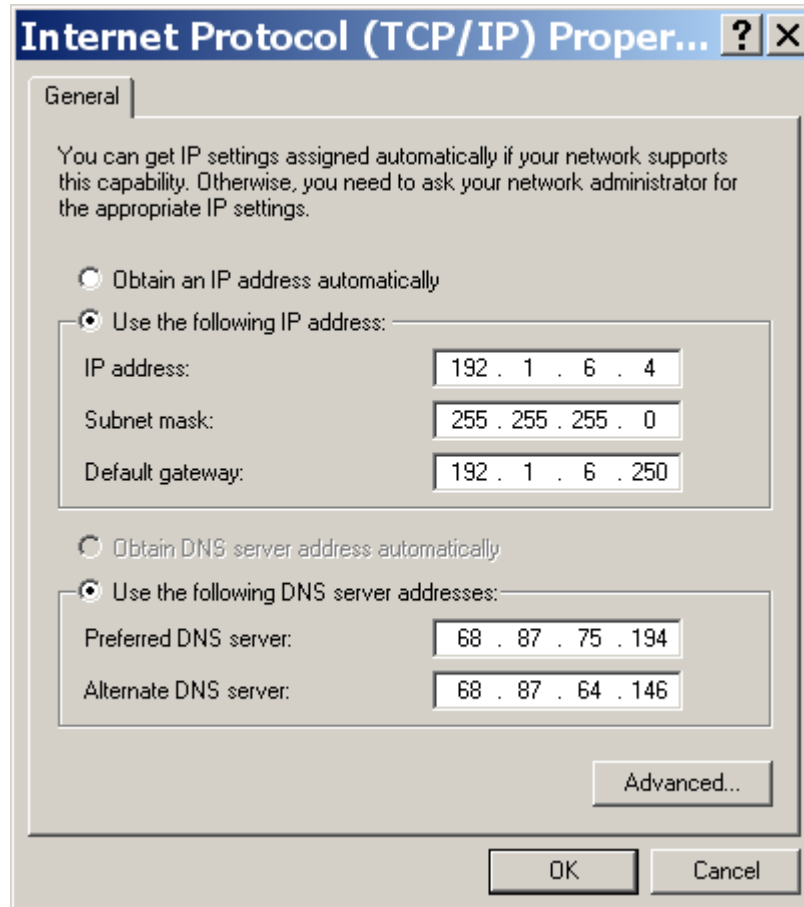 Internet Protocol (TCP/IP) Proper...
General
You can get IP settings assigned automatically if your network supports
this capability. Otherwise, you need to ask your network administrator for
the appropriate IP settings.
Obtain an IP address automatically
Use the following IP address:
IP address: 192 . 1 . 6 . 4
Subnet mask: 255 . 255 . 255 . 0
Default gateway: 192 . 1 . 6 . 250
Obtain DNS server address automatically
Use the following DNS server addresses:
Preferred DNS server: 68 . 87 . 75 . 194
Alternate DNS server: 68 . 87 . 64 . 146
Advanced...
OK Cancel